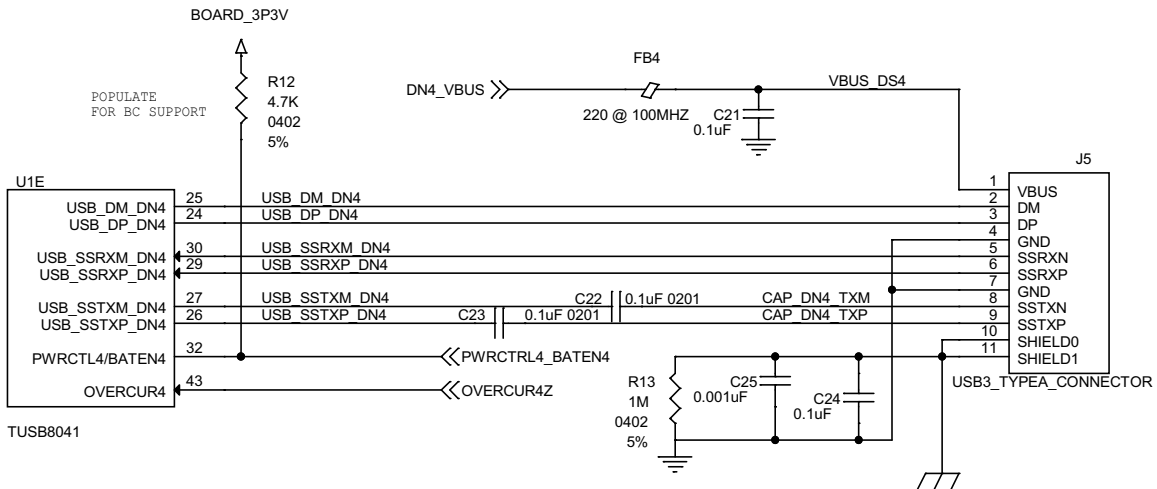 BOARD_3P3V
POPULATE
FOR BC SUPPORT
R12
4.7K
0402
5%
DN4_VBUS
FB4
220 @ 100MHZ
VBUS_DS4
C21
0.1uF
J5
U1E
USB_DM_DN4 25 USB_DM_DN4
USB_DP_DN4 24 USB_DP_DN4
USB_SSRXM_DN4 30 USB_SSRXM_DN4
USB_SSRXP_DN4 29 USB_SSRXP_DN4
USB_SSTXM_DN4 27 USB_SSTXM_DN4 C22 0.1uF 0201 CAP_DN4_TXM
USB_SSTXP_DN4 26 USB_SSTXP_DN4 C23 0.1uF 0201 CAP_DN4_TXP
PWRCTL4/BATEN4 32 PWRCTRL4_BATEN4
OVERCUR4 43 OVERCUR4Z
TUSB8041
1 VBUS
2 DM
3 DP
4 GND
5 SSRXN
6 SSRXP
7 GND
8 SSTXN
9 SSTXP
10 SHIELD0
11 SHIELD1
USB3_TYPEA_CONNECTOR
R13
1M
0402
5%
C25
0.001uF
C24
0.1uF